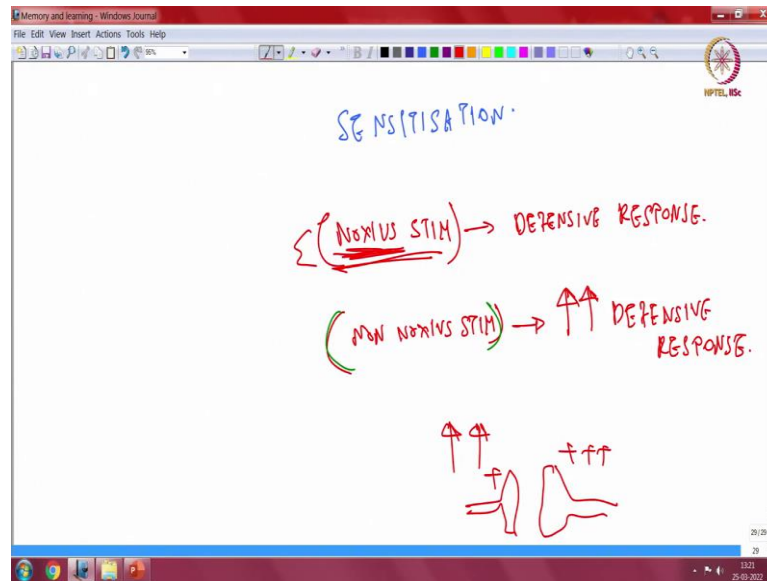 Memory and learning - Windows Journal
File Edit View Insert Actions Tools Help
95%
NPTEL, IISc
SENSITISATION.
Σ(NOXIUS STIM) → DEFENSIVE RESPONSE.
(NON NOXIUS STIM) → ↑↑ DEFENSIVE
RESPONSE.
↑↑
+ +++
29/29
29
13:21
25-03-2022